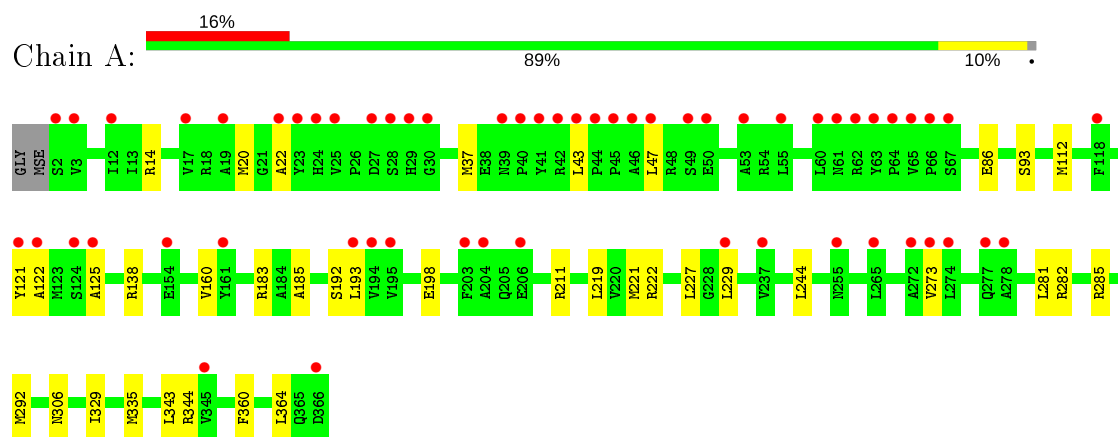 16%
Chain A:
89% 10% •
GLY MSE S2 V3 I12 I13 R14 V17 R18 A19 M20 G21 A22 Y23 H24 V25 P26 D27 S28 H29 G30 M37 E38 N39 P40 Y41 R42 L43 P44 P45 A46 L47 R48 S49 E50 A53 R54 L55 L60 N61 R62 Y63 P64 V65 P66 S67 E86 S93 M112 F118
Y121 A122 M123 S124 A125 R138 E154 V160 Y161 R183 A184 A185 S192 L193 V194 V195 E198 F203 A204 Q205 E206 R211 L219 V220 M221 R222 L227 G228 L229 V237 L244 N255 L265 A272 V273 L274 Q277 A278 L281 R282 R285
M292 N306 I329 M335 L343 R344 V345 F360 L364 Q365 D366